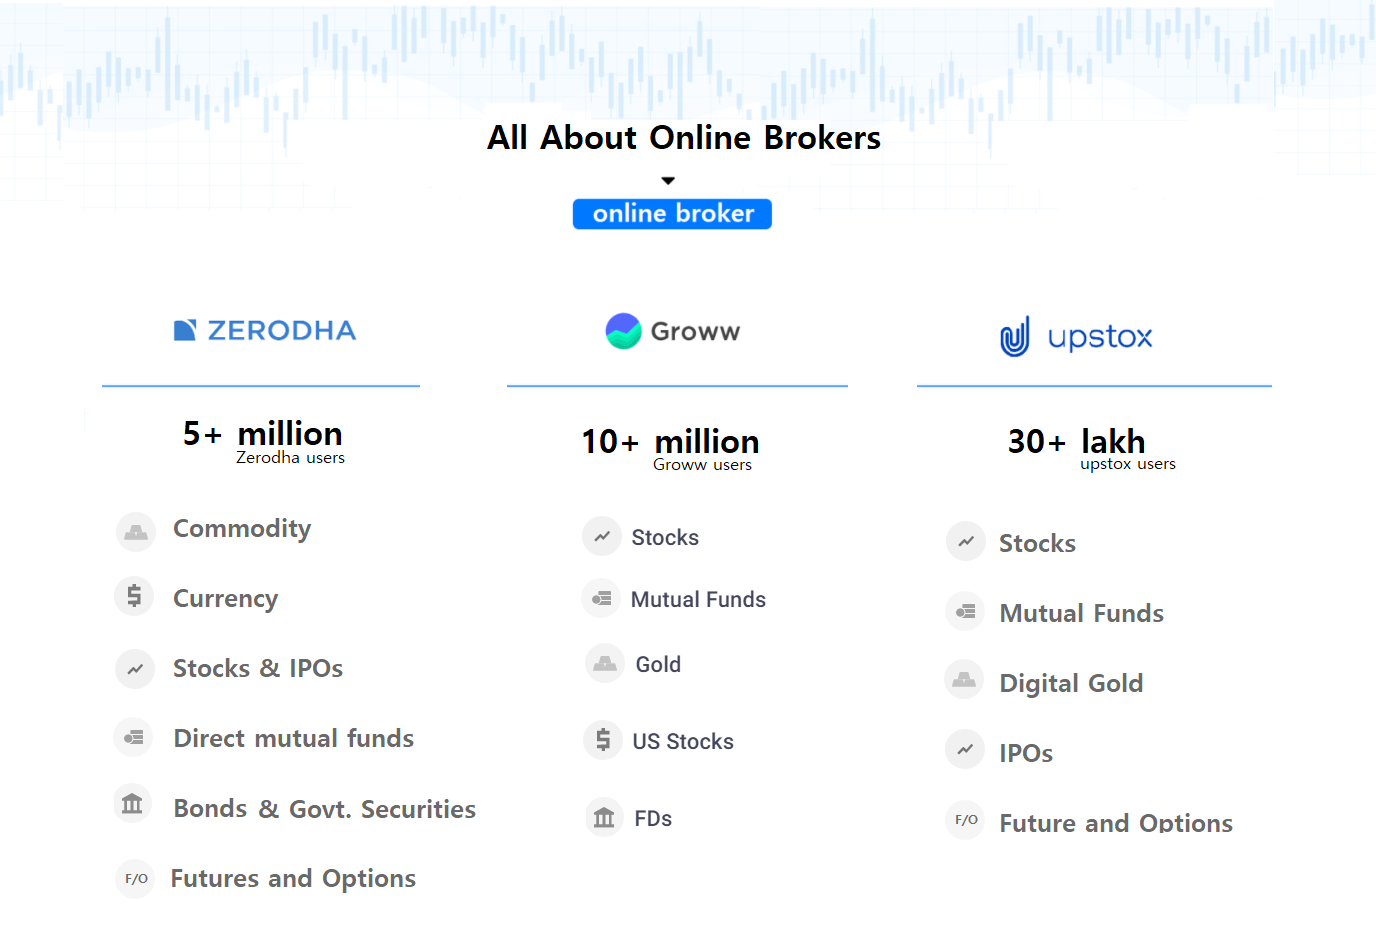 All About Online Brokers
online broker
ZERODHA
5+ million
Zerodha users
Commodity
Currency
Stocks & IPOs
Direct mutual funds
Bonds & Govt. Securities
F/O Futures and Options
Groww
10+ million
Groww users
Stocks
Mutual Funds
Gold
US Stocks
FDs
upstox
30+ lakh
upstox users
Stocks
Mutual Funds
Digital Gold
IPOs
F/O Future and Options